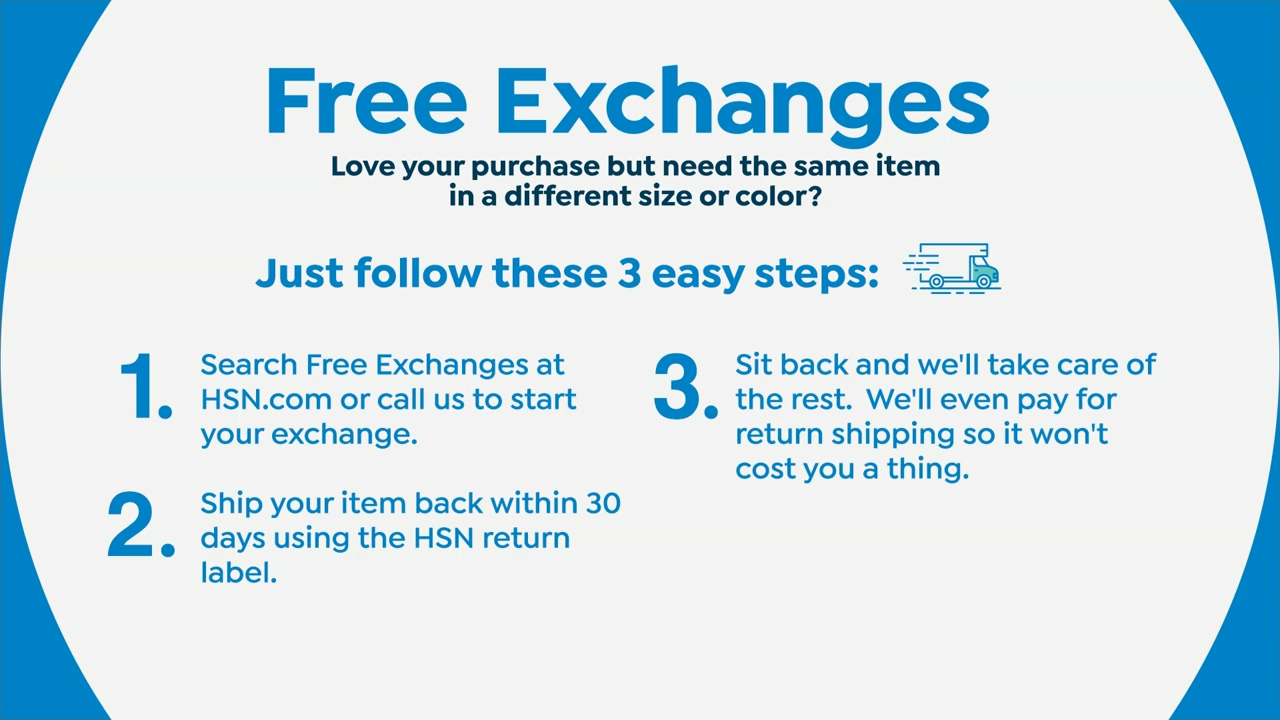 Free Exchanges
Love your purchase but need the same item
in a different size or color?
Just follow these 3 easy steps:
1. Search Free Exchanges at
HSN.com or call us to start
your exchange.
2. Ship your item back within 30
days using the HSN return
label.
3. Sit back and we'll take care of
the rest.  We'll even pay for
return shipping so it won't
cost you a thing.